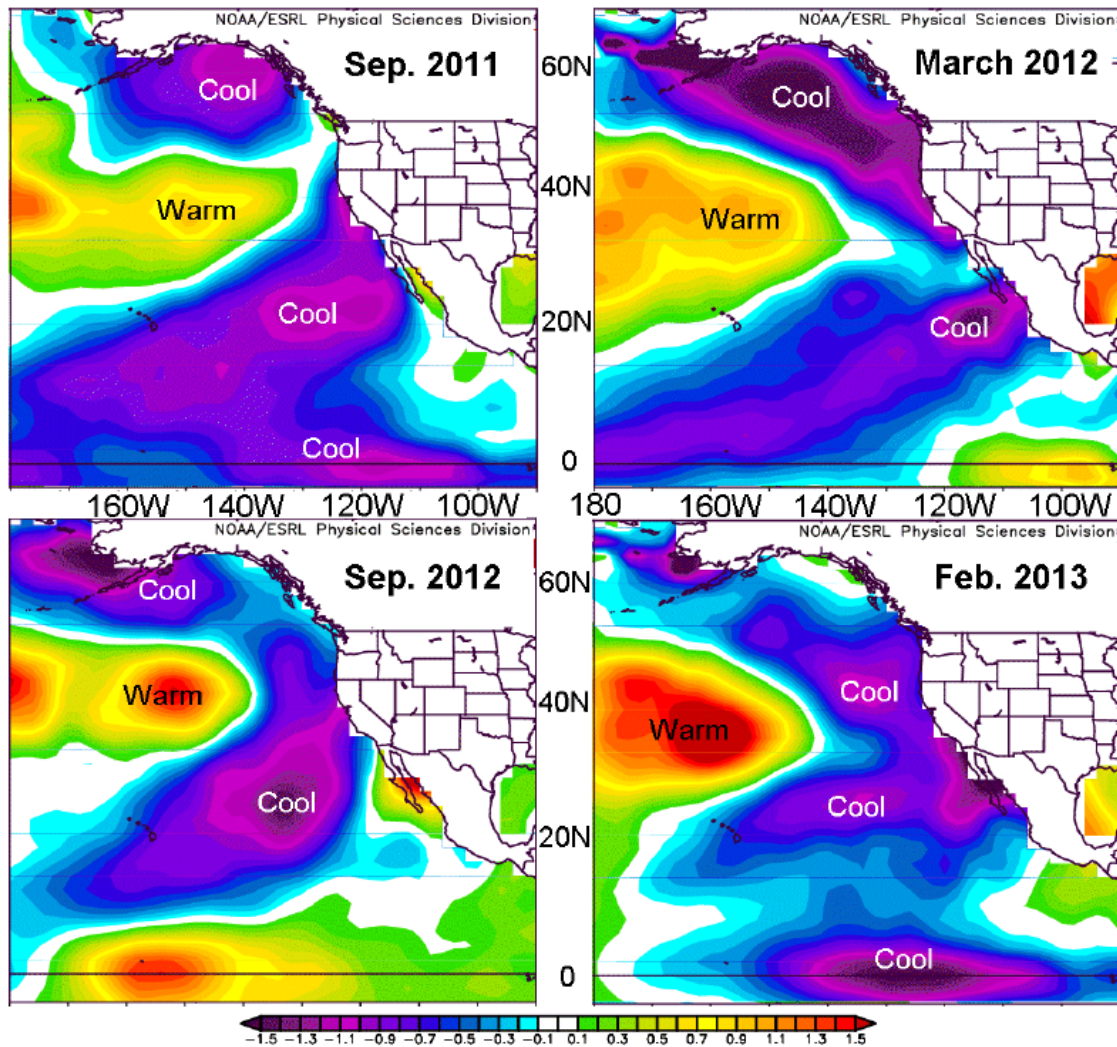 NOAA/ESRL Physical Sciences Division
Sep. 2011
Cool
Warm
Cool
Cool
NOAA/ESRL Physical Sciences Division
March 2012
Cool
Warm
Cool
60N
40N
20N
0
160W 140W 120W 100W 180 160W 140W 120W 100W
NOAA/ESRL Physical Sciences Division
Sep. 2012
Cool
Warm
Cool
NOAA/ESRL Physical Sciences Division
Feb. 2013
Cool
Warm
Cool
Cool
60N
40N
20N
0
-1.5 -1.3 -1.1 -0.9 -0.7 -0.5 -0.3 -0.1 0.1 0.3 0.5 0.7 0.9 1.1 1.3 1.5